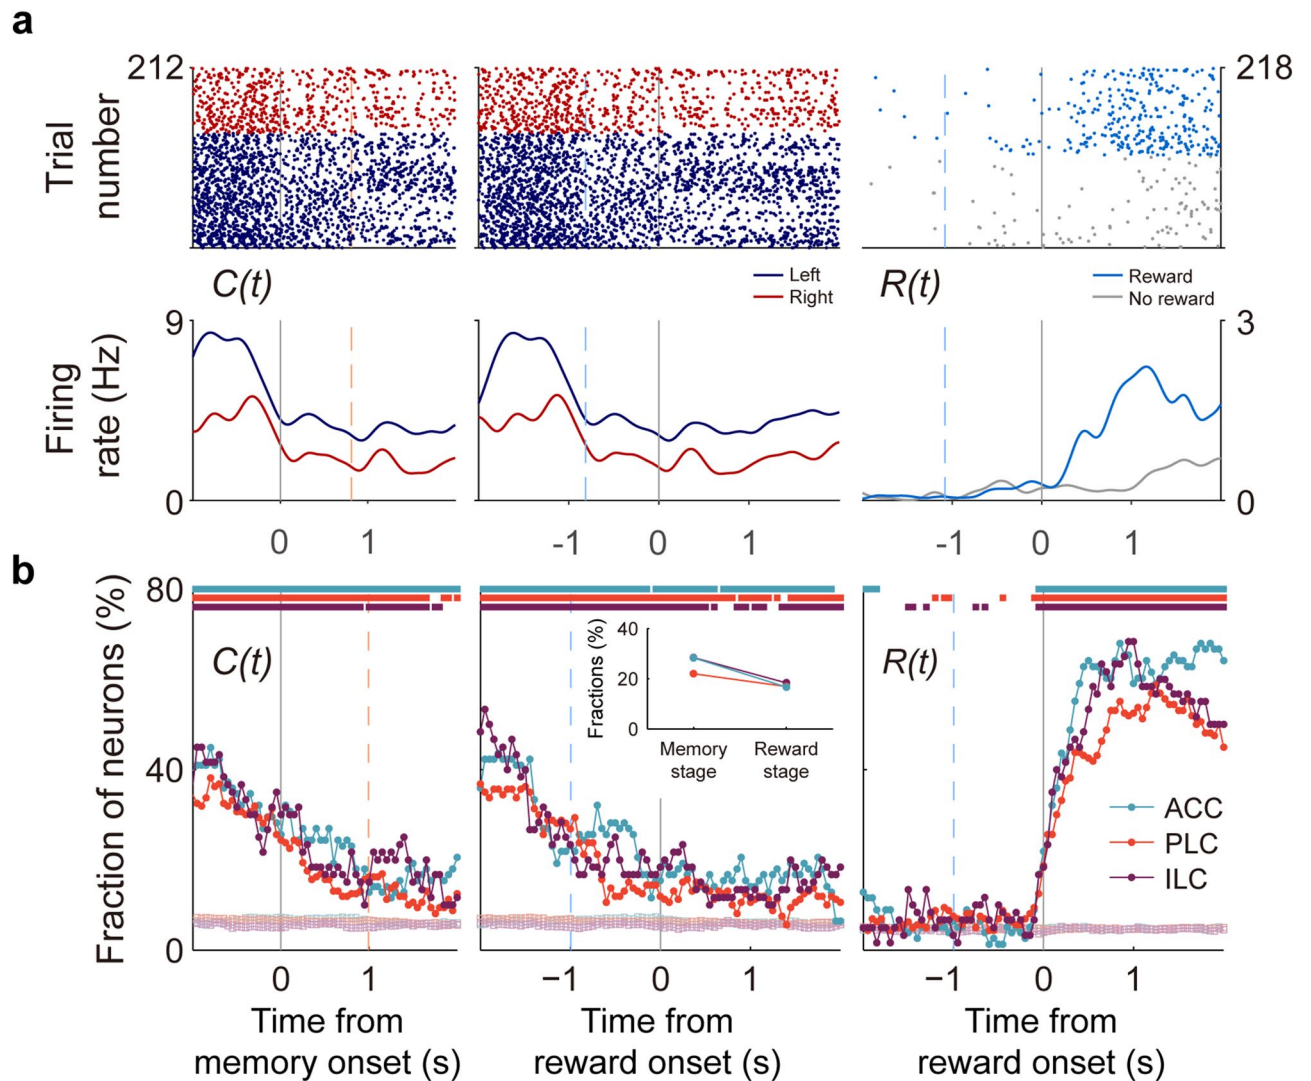 a
212
218
Trial
number
C(t)
Left
Right
R(t)
Reward
No reward
9
3
Firing
rate (Hz)
0
0
0 1
-1 0 1
-1 0 1
b
80
40
C(t)
Fractions (%)
40
20
0
Memory
stage
Reward
stage
R(t)
Fraction of neurons (%)
40
ACC
PLC
ILC
0
0 1
−1 0 1
−1 0 1
Time from
memory onset (s)
Time from
reward onset (s)
Time from
reward onset (s)